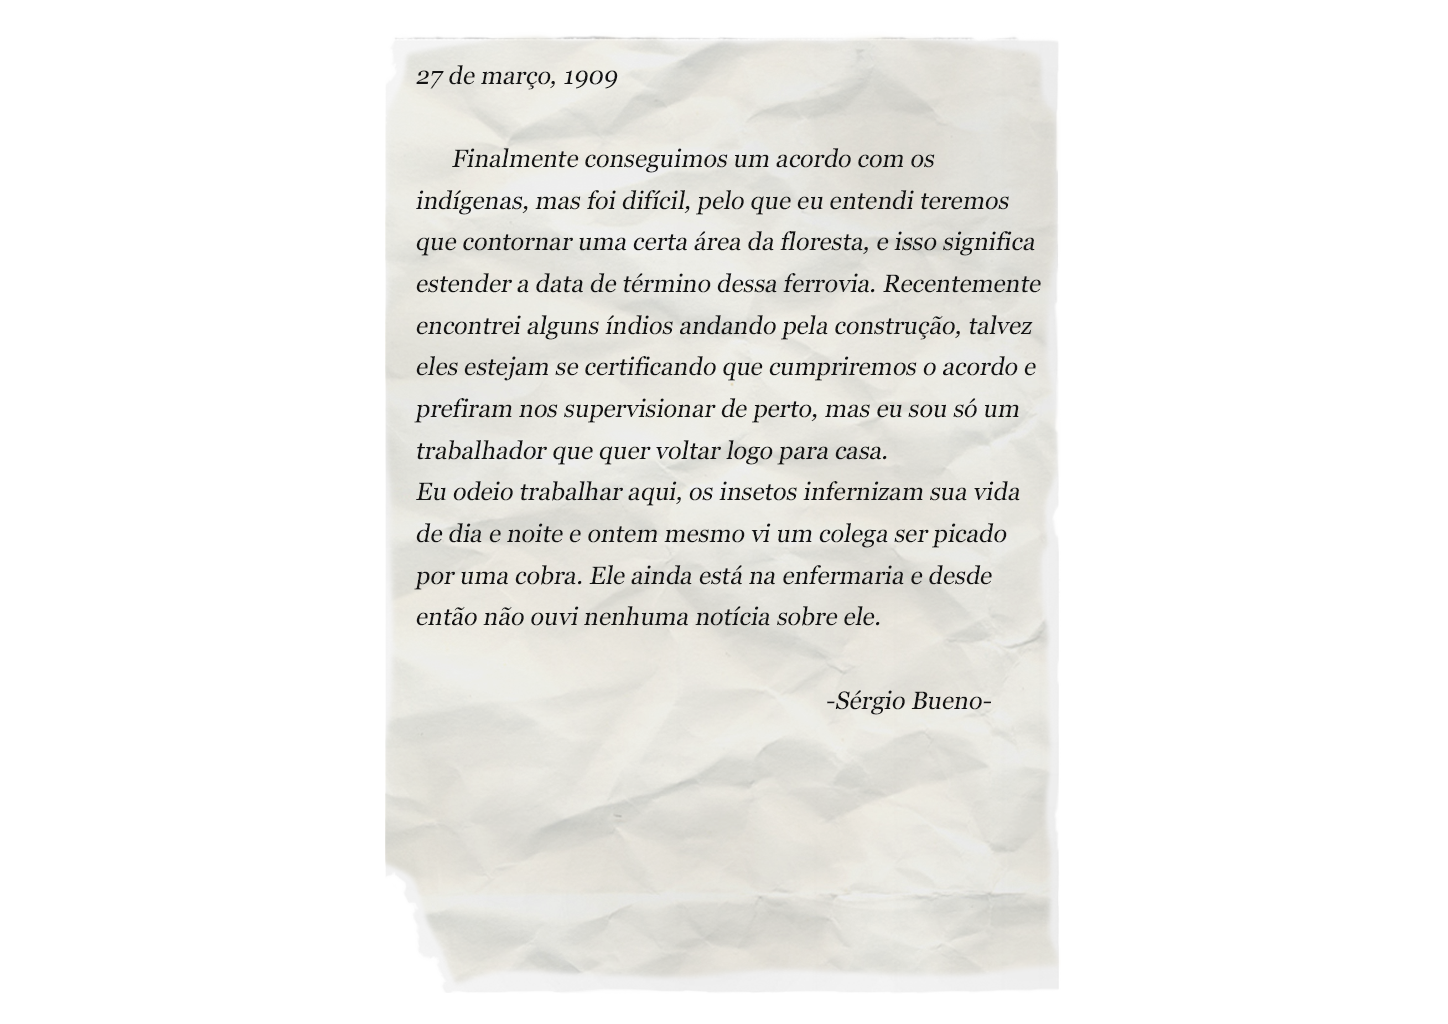 27 de março, 1909
Finalmente conseguimos um acordo com os
indígenas, mas foi difícil, pelo que eu entendi teremos
que contornar uma certa área da floresta, e isso significa
estender a data de término dessa ferrovia. Recentemente
encontrei alguns índios andando pela construção, talvez
eles estejam se certificando que cumpriremos o acordo e
prefiram nos supervisionar de perto, mas eu sou só um
trabalhador que quer voltar logo para casa.
Eu odeio trabalhar aqui, os insetos infernizam sua vida
de dia e noite e ontem mesmo vi um colega ser picado
por uma cobra. Ele ainda está na enfermaria e desde
então não ouvi nenhuma notícia sobre ele.
-Sérgio Bueno-